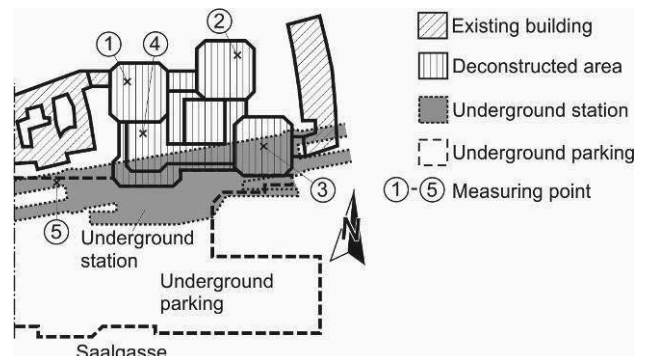 ① ④ ②
③
⑤
Underground
station
Underground
parking
Saalgasse
N
Existing building
Deconstructed area
Underground station
Underground parking
①-⑤ Measuring point